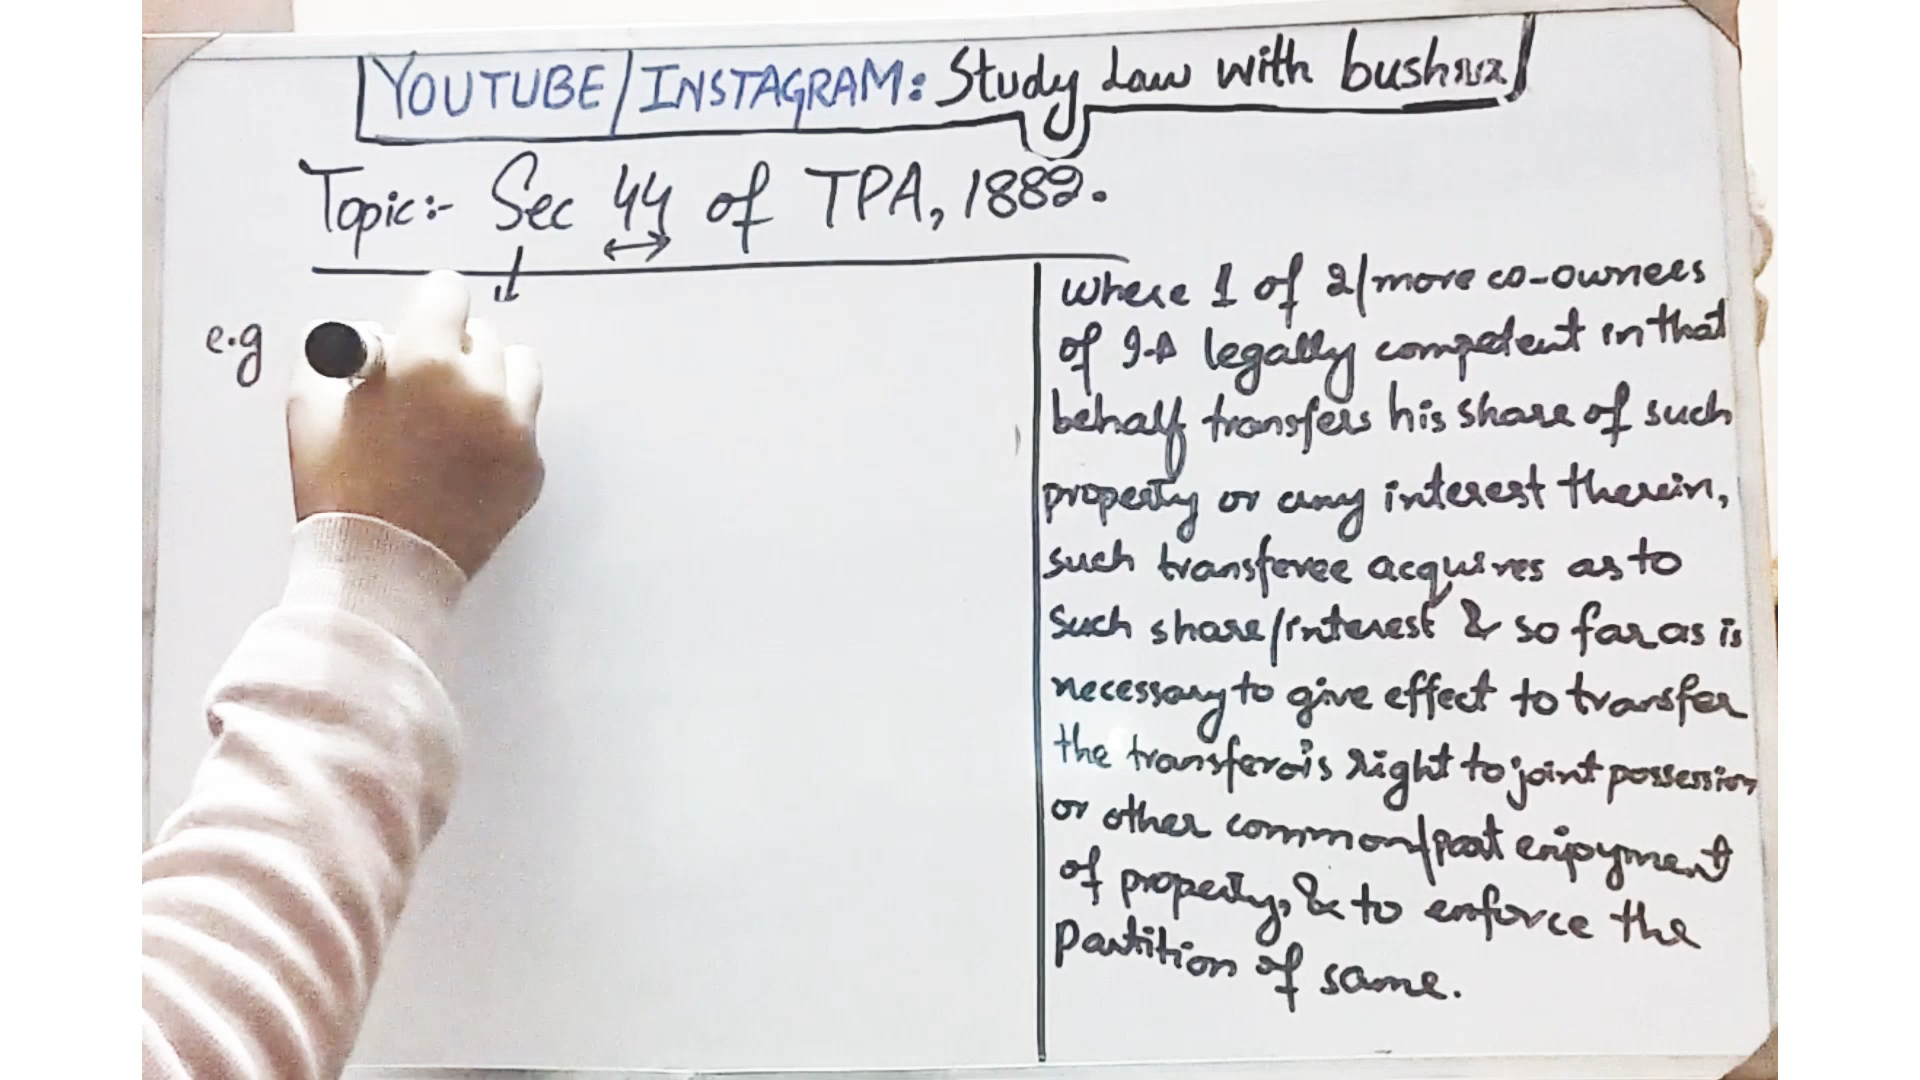 YOUTUBE/INSTAGRAM: Study Law with bushra
Topic:- Sec 44 of TPA, 1882.
e.g
where 1 of 2/more co-owners
of I.P legally competent in that
behalf transfers his share of such
property or any interest therein,
such transferee acquires as to
such share/interest & so far as is
necessary to give effect to transfer
the transferor's right to joint possession
or other common/part enjoyment
of property, & to enforce the
partition of same.